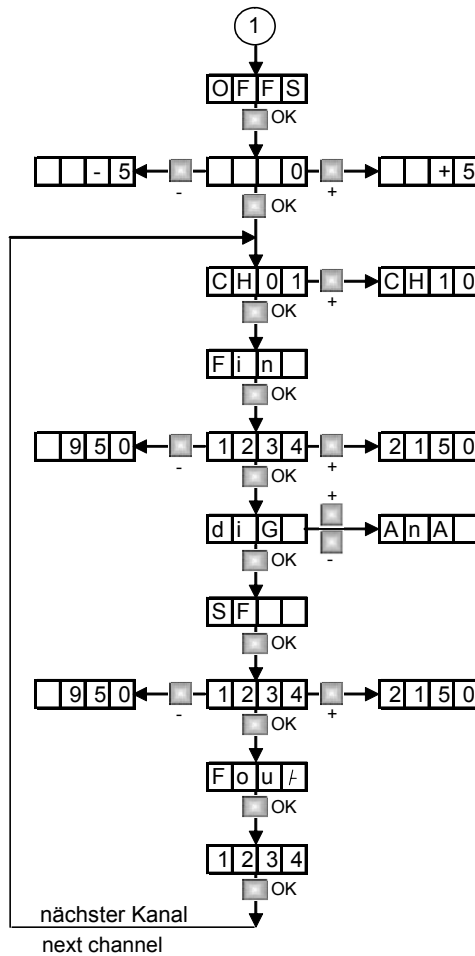 1
OFFS
OK
-5 - 0 + +5
OK
CH01 + CH10
OK
Fin
OK
950 - 1234 + 2150
OK
+
diG AnA
-
OK
SF
OK
950 - 1234 + 2150
OK
Fout
OK
1234
OK
nächster Kanal
next channel